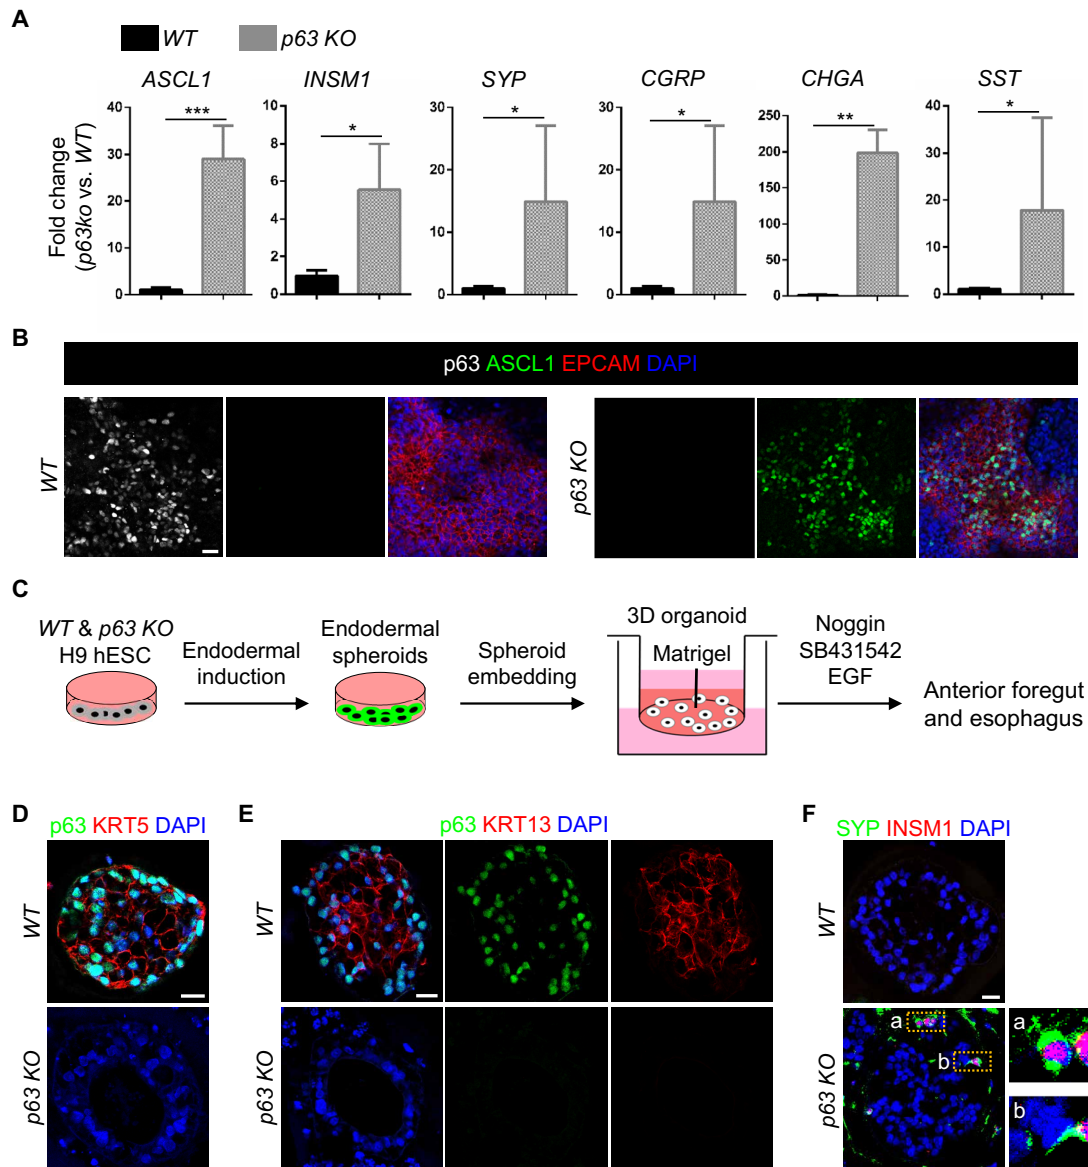 A
WT p63 KO
ASCL1 INSM1 SYP CGRP CHGA SST
Fold change
(p63ko vs. WT)
40 30 20 10 0
***
10 8 6 4 2 0
*
30 20 10 0
*
30 20 10 0
*
250 200 150 100 50 0
**
40 30 20 10 0
*
B
p63 ASCL1 EPCAM DAPI
WT
p63 KO
C
WT & p63 KO
H9 hESC
Endodermal
induction
Endodermal
spheroids
Spheroid
embedding
3D organoid
Matrigel
Noggin
SB431542
EGF
Anterior foregut
and esophagus
D
p63 KRT5 DAPI
WT
p63 KO
E
p63 KRT13 DAPI
WT
p63 KO
F
SYP INSM1 DAPI
WT
p63 KO
a
b
a
b